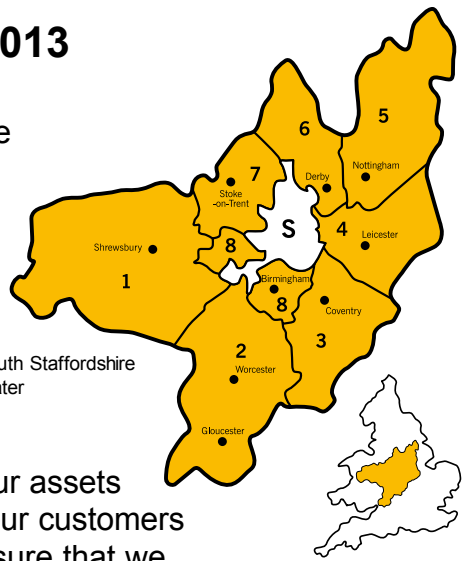 013
e
6
5
7
Derby
Nottingham
Stoke
-on-Trent
S
4
Leicester
Shrewsbury
8
1
Birmingham
8
Coventry
3
2
Worcester
Gloucester
uth Staffordshire
ater
ur assets
ur customers
sure that we